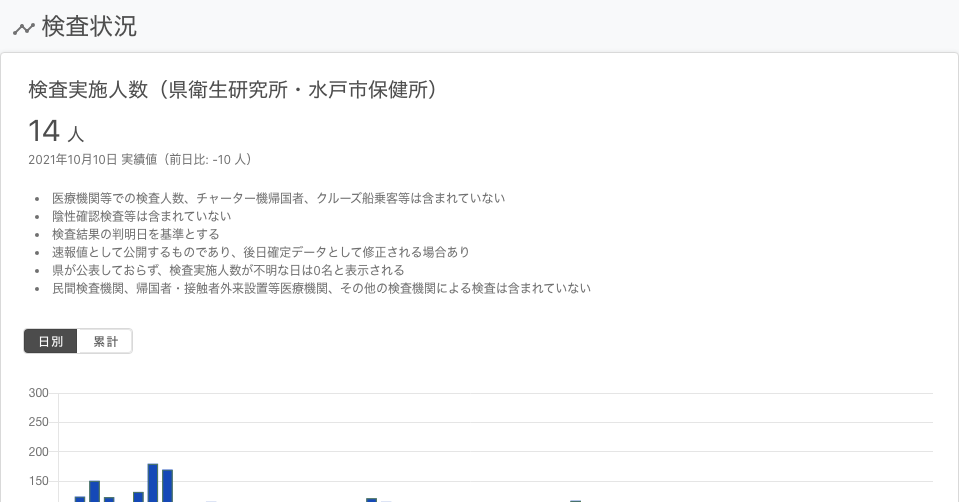 検査状況
検査実施人数（県衛生研究所・水戸市保健所）
14 人
2021年10月10日 実績値（前日比: -10 人）
• 医療機関等での検査人数、チャーター機帰国者、クルーズ船乗客等は含まれていない
• 陰性確認検査等は含まれていない
• 検査結果の判明日を基準とする
• 速報値として公開するものであり、後日確定データとして修正される場合あり
• 県が公表しておらず、検査実施人数が不明な日は0名と表示される
• 民間検査機関、帰国者・接触者外来設置等医療機関、その他の検査機関による検査は含まれていない
日別 累計
300
250
200
150